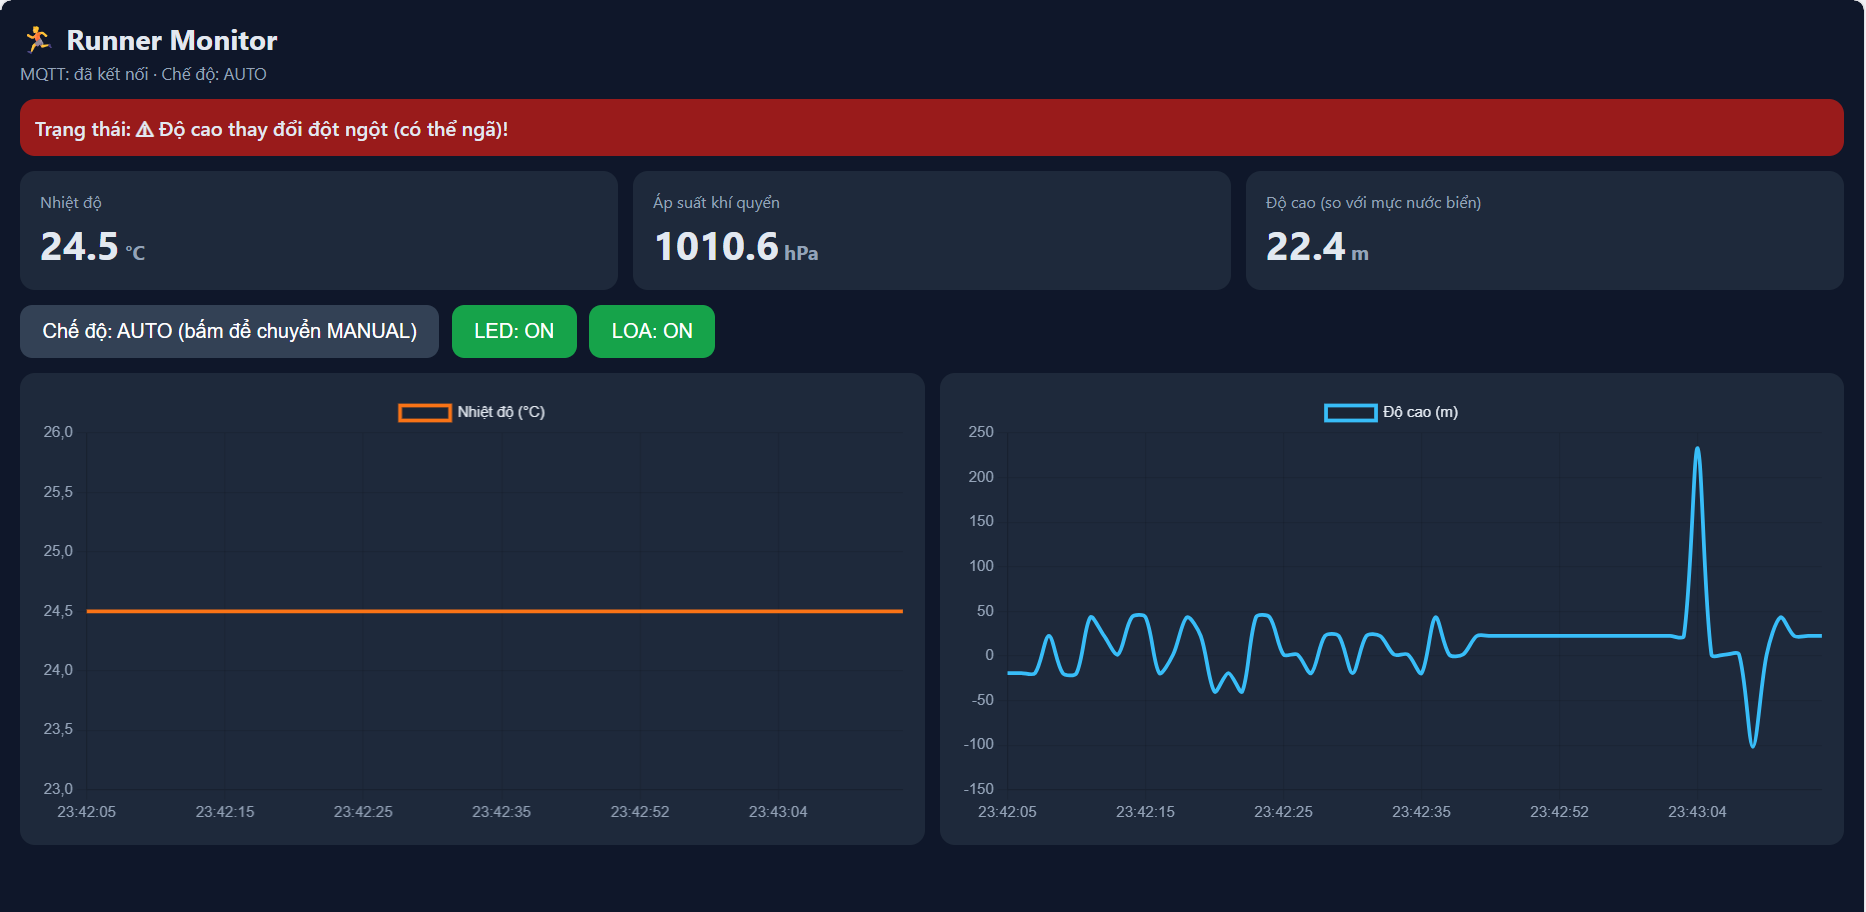 🏃 Runner Monitor
MQTT: đã kết nối · Chế độ: AUTO
Trạng thái: ⚠ Độ cao thay đổi đột ngột (có thể ngã)!
Nhiệt độ
24.5 °C
Áp suất khí quyển
1010.6 hPa
Độ cao (so với mực nước biển)
22.4 m
Chế độ: AUTO (bấm để chuyển MANUAL)
LED: ON
LOA: ON
Nhiệt độ (°C)
26,0
25,5
25,0
24,5
24,0
23,5
23,0
23:42:05
23:42:15
23:42:25
23:42:35
23:42:52
23:43:04
Độ cao (m)
250
200
150
100
50
0
-50
-100
-150
23:42:05
23:42:15
23:42:25
23:42:35
23:42:52
23:43:04